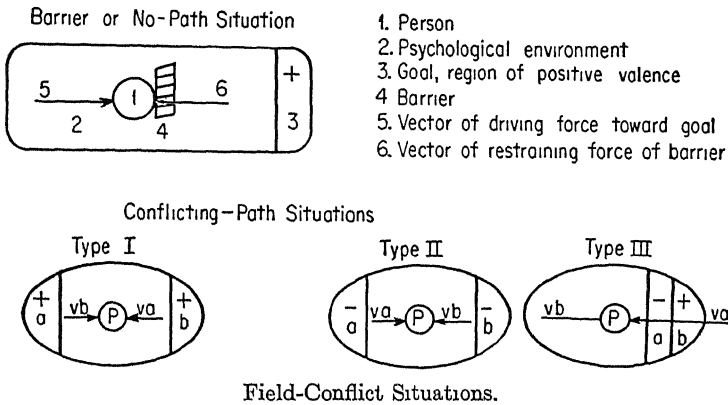 Barrier or No-Path Situation
5 1 6 +
2 4 3
1. Person
2. Psychological environment
3. Goal, region of positive valence
4 Barrier
5. Vector of driving force toward goal
6. Vector of restraining force of barrier
Conflicting-Path Situations
Type I
+ a vb P va + b
Type II
- a va P vb - b
Type III
vb P - + va
a b
Field-Conflict Situations.